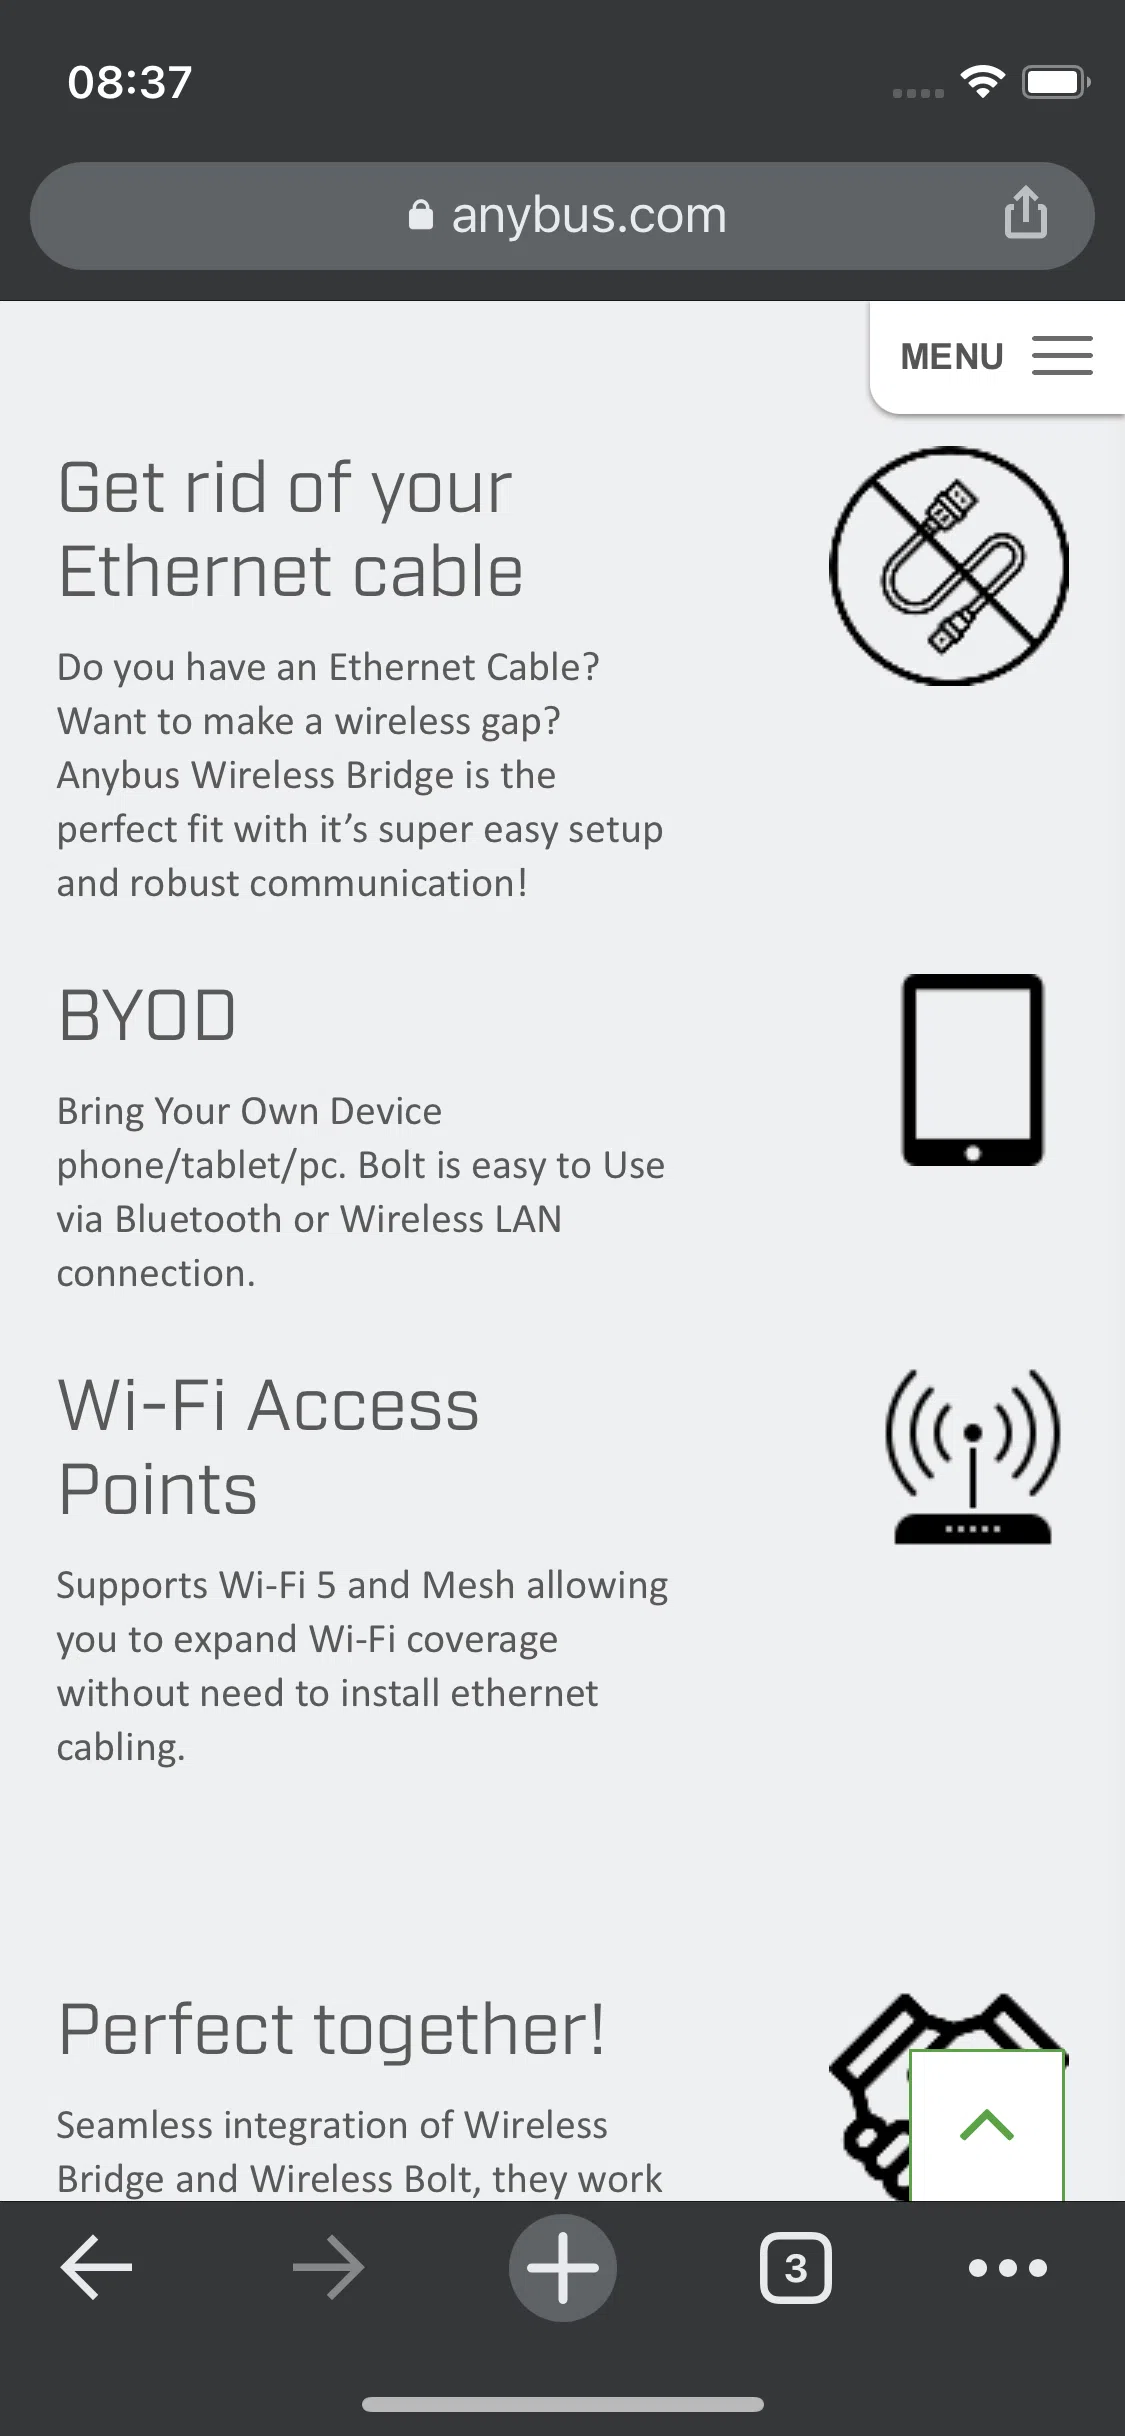 08:37
anybus.com
MENU
Get rid of your
Ethernet cable
Do you have an Ethernet Cable?
Want to make a wireless gap?
Anybus Wireless Bridge is the
perfect fit with it’s super easy setup
and robust communication!
BYOD
Bring Your Own Device
phone/tablet/pc. Bolt is easy to Use
via Bluetooth or Wireless LAN
connection.
Wi-Fi Access
Points
Supports Wi-Fi 5 and Mesh allowing
you to expand Wi-Fi coverage
without need to install ethernet
cabling.
Perfect together!
Seamless integration of Wireless
Bridge and Wireless Bolt, they work
3